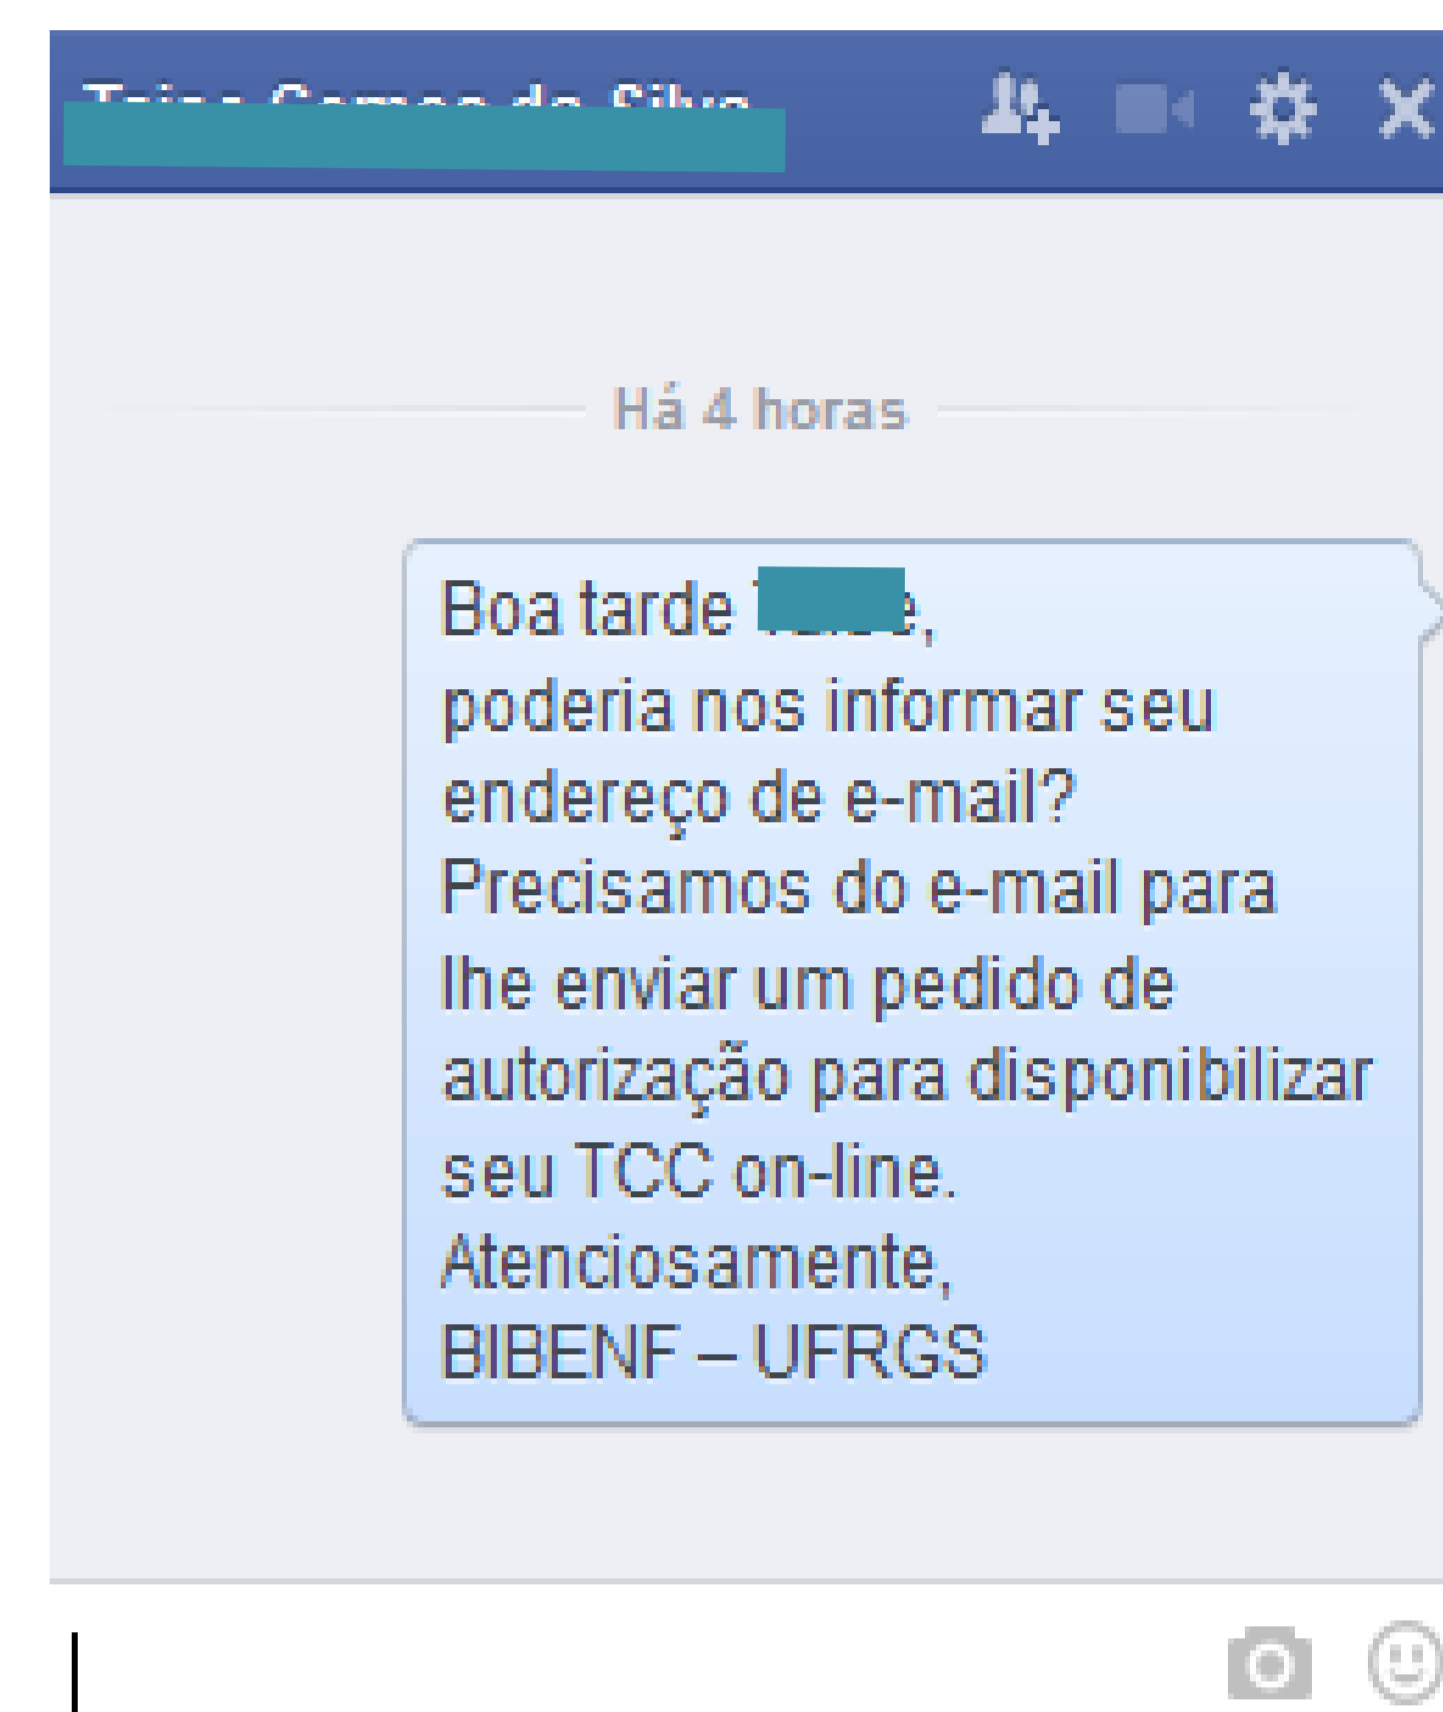 Há 4 horas
Boa tarde
poderia nos informar seu
endereço de e-mail?
Precisamos do e-mail para
lhe enviar um pedido de
autorização para disponibilizar
seu TCC on-line.
Atenciosamente,
BIBENF – UFRGS